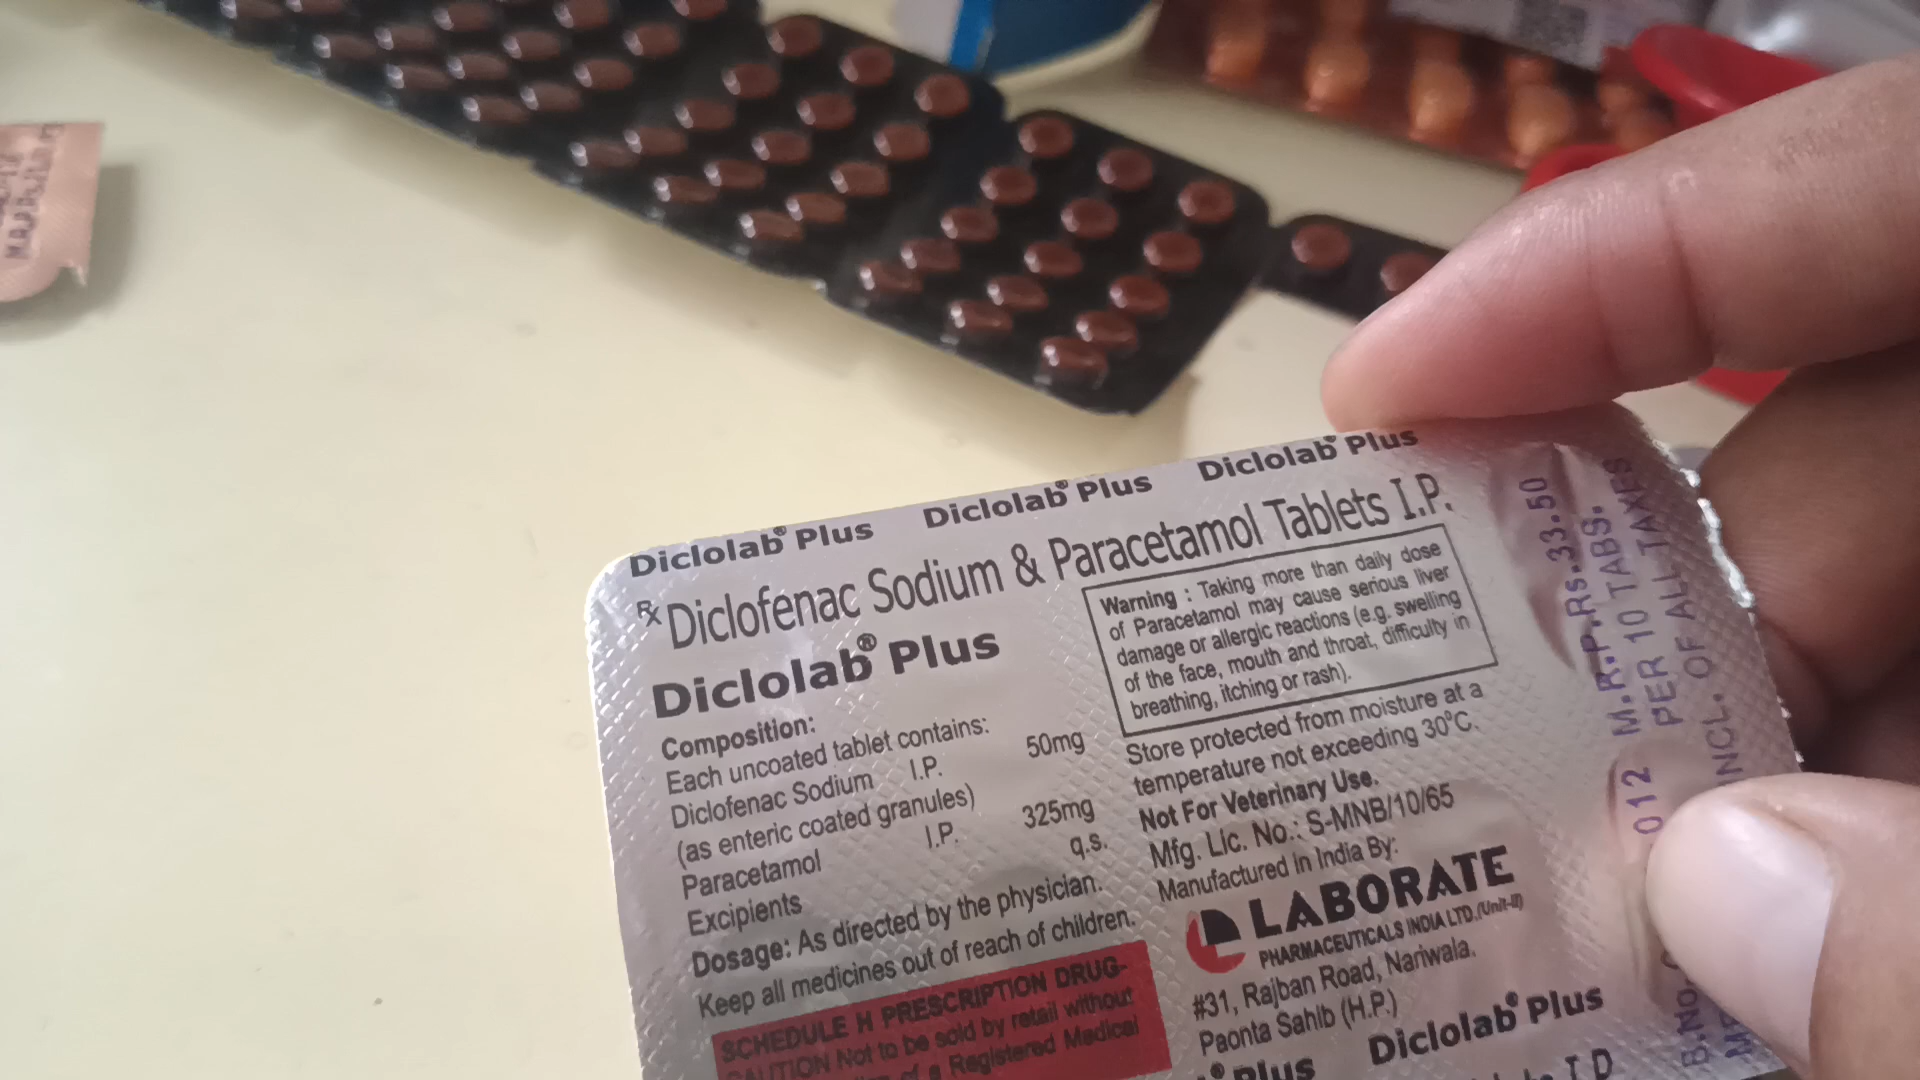 Diclolab® Plus Diclolab® Plus Diclolab® Plus
Rx Diclofenac Sodium & Paracetamol Tablets I.P.
Diclolab® Plus
Composition:
Each uncoated tablet contains:
Diclofenac Sodium I.P. 50mg
(as enteric coated granules)
Paracetamol I.P. 325mg
Excipients q.s.
Dosage: As directed by the physician.
Keep all medicines out of reach of children.
SCHEDULE H PRESCRIPTION DRUG-
CAUTION Not to be sold by retail without
of a Registered Medical
Warning : Taking more than daily dose
of Paracetamol may cause serious liver
damage or allergic reactions (e.g. swelling
of the face, mouth and throat, difficulty in
breathing, itching or rash).
Store protected from moisture at a
temperature not exceeding 30°C.
Not For Veterinary Use.
Mfg. Lic. No.: S-MNB/10/65
Manufactured in India By:
LABORATE
PHARMACEUTICALS INDIA LTD.(Unit-II)
#31, Rajban Road, Nariwala.
Paonta Sahib (H.P.)
Plus Diclolab® Plus
012 M.R.P.Rs.33.50
PER 10 TABS.
INCL. OF ALL TAXES
B.No.